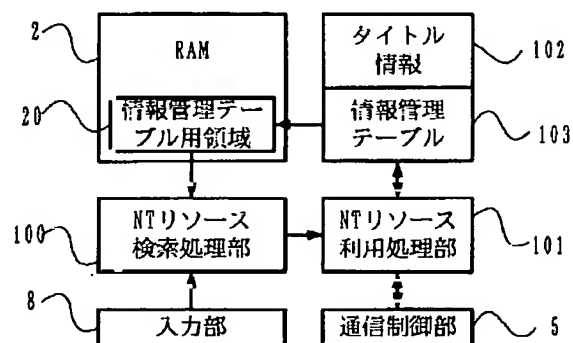 2
RAM
タイトル
情報
102
20
情報管理テー
ブル用領域
情報管理
テーブル
103
100
NTリソース
検索処理部
NTリソース
利用処理部
101
8
入力部
通信制御部
5